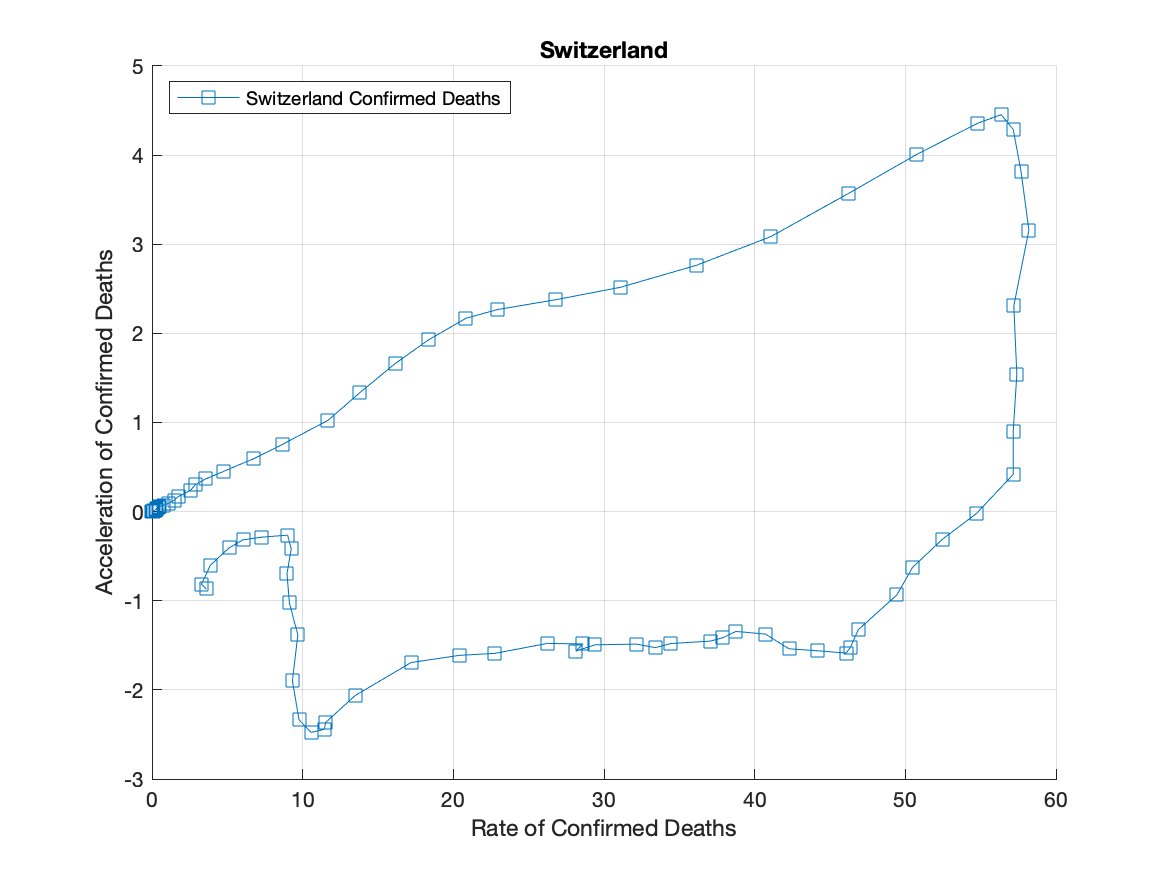 Switzerland
Switzerland Confirmed Deaths
5
4
3
2
1
0
-1
-2
-3
Acceleration of Confirmed Deaths
0 10 20 30 40 50 60
Rate of Confirmed Deaths